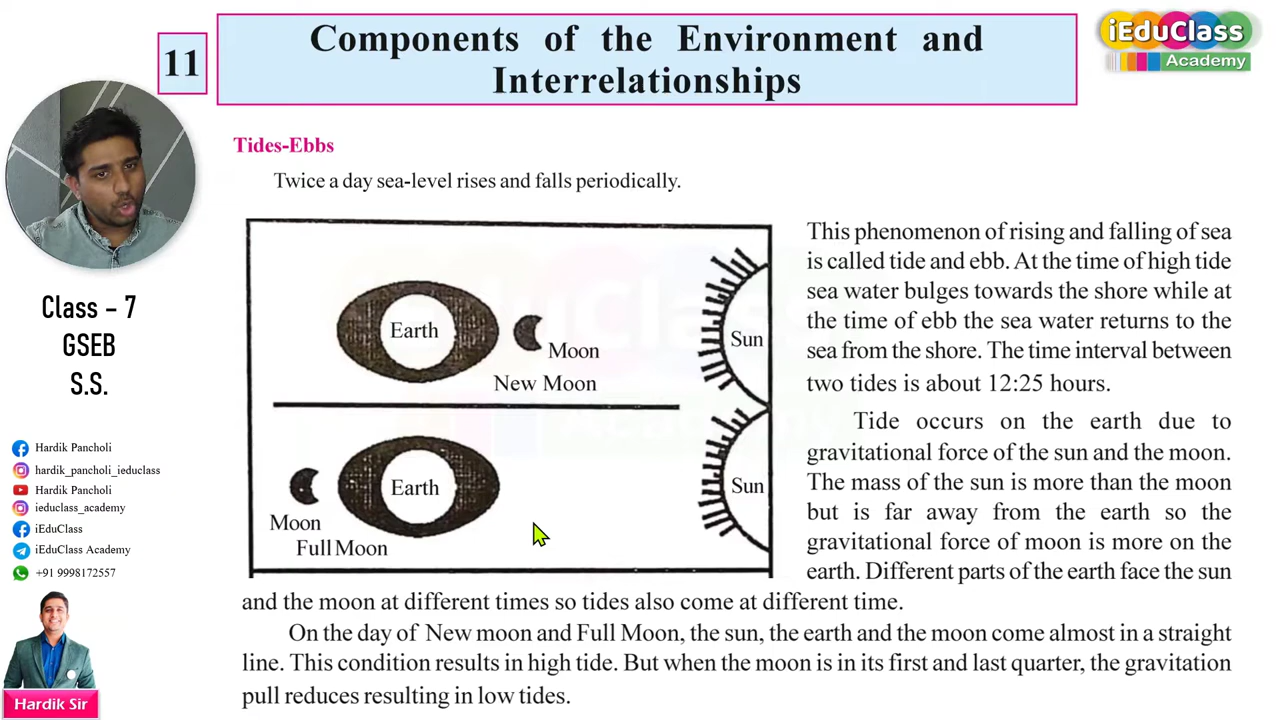 11
Components of the Environment and
Interrelationships
iEduClass
Academy
Tides-Ebbs
Twice a day sea-level rises and falls periodically.
Earth
Moon
New Moon
Sun
Earth
Moon
Full Moon
Sun
This phenomenon of rising and falling of sea
is called tide and ebb. At the time of high tide
sea water bulges towards the shore while at
the time of ebb the sea water returns to the
sea from the shore. The time interval between
two tides is about 12:25 hours.
Tide occurs on the earth due to
gravitational force of the sun and the moon.
The mass of the sun is more than the moon
but is far away from the earth so the
gravitational force of moon is more on the
earth. Different parts of the earth face the sun
and the moon at different times so tides also come at different time.
On the day of New moon and Full Moon, the sun, the earth and the moon come almost in a straight
line. This condition results in high tide. But when the moon is in its first and last quarter, the gravitation
pull reduces resulting in low tides.
Class – 7
GSEB
S.S.
Hardik Pancholi
hardik_pancholi_ieduclass
Hardik Pancholi
ieduclass_academy
iEduClass
iEduClass Academy
+91 9998172557
Hardik Sir
iEduClass
Academy